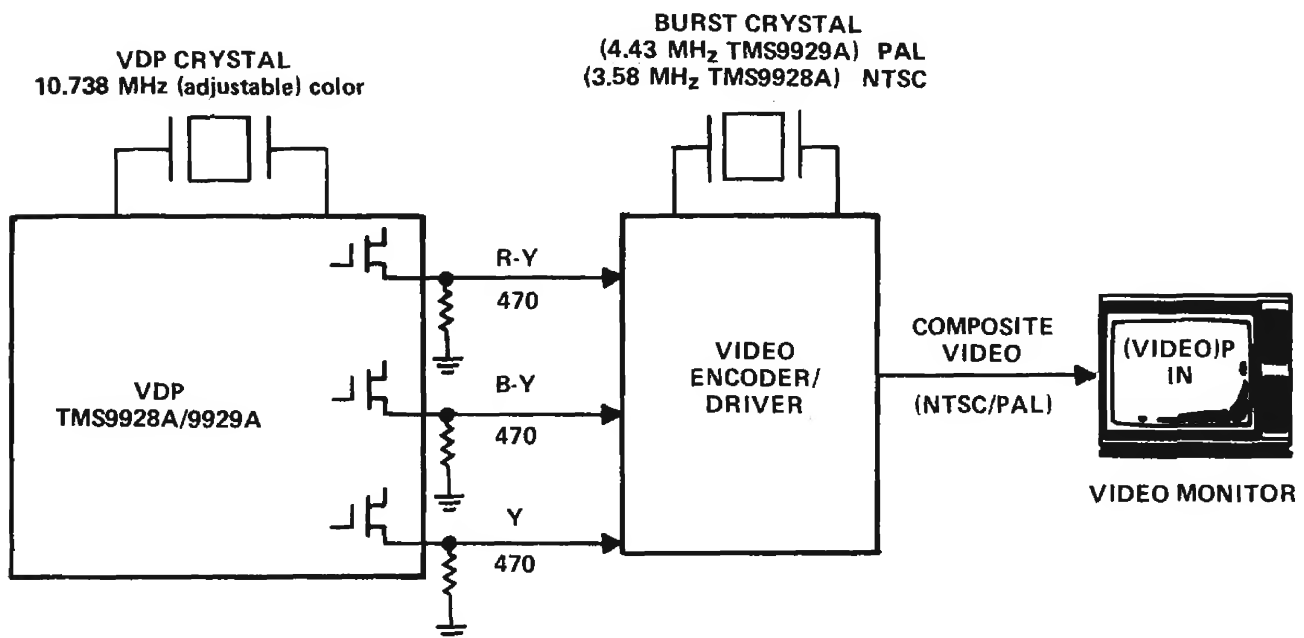 VDP CRYSTAL
10.738 MHz (adjustable) color
BURST CRYSTAL
(4.43 MHz TMS9929A) PAL
(3.58 MHz TMS9928A) NTSC
VDP
TMS9928A/9929A
R-Y
470
B-Y
470
Y
470
VIDEO
ENCODER/
DRIVER
COMPOSITE
VIDEO
(NTSC/PAL)
(VIDEO)P
IN
VIDEO MONITOR